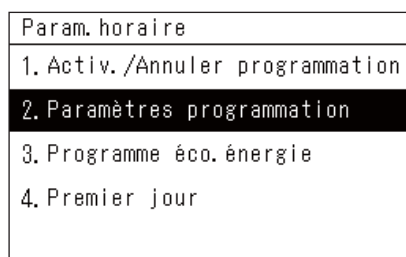 Param.horaire
1.Activ./Annuler programmation
2.Paramètres programmation
3.Programme éco.énergie
4.Premier jour